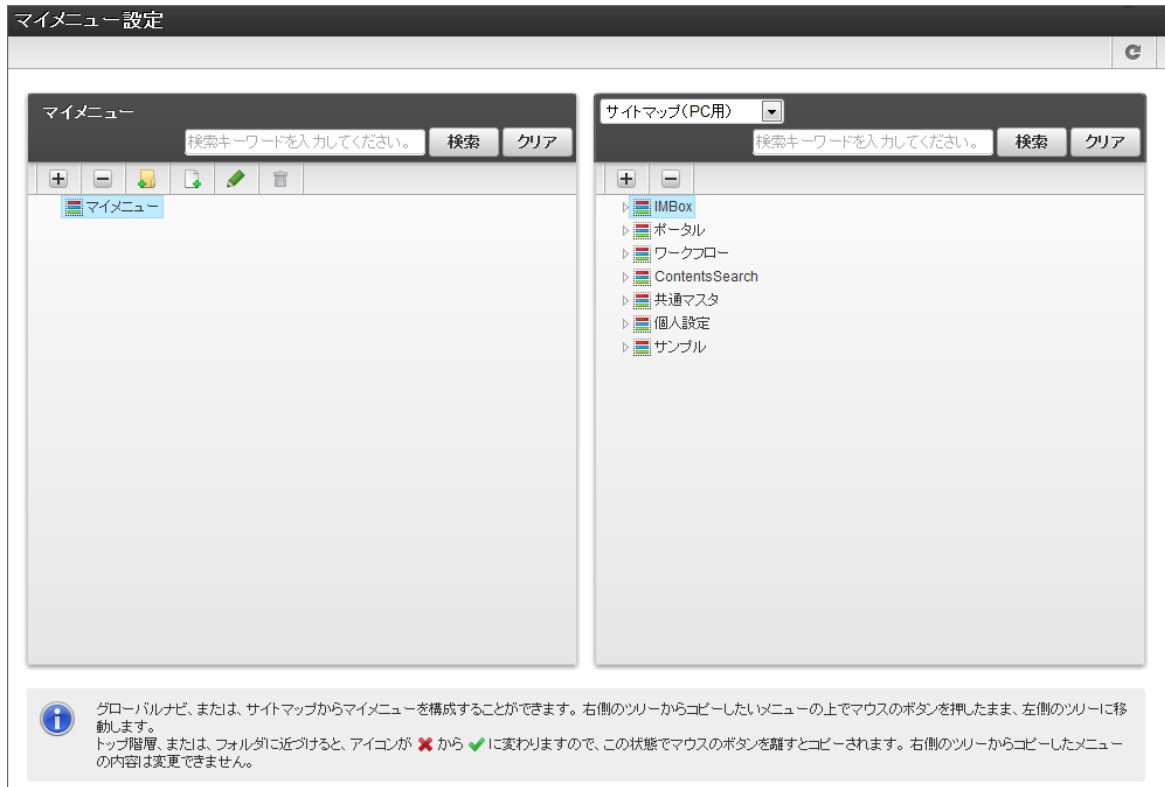 マイメニュー設定
マイメニュー
検索キーワードを入力してください。 検索 クリア
マイメニュー
サイトマップ(PC用)
検索キーワードを入力してください。 検索 クリア
IMBox
ポータル
ワークフロー
ContentsSearch
共通マスタ
個人設定
サンプル
グローバルナビ、または、サイトマップからマイメニューを構成することができます。右側のツリーからコピーしたいメニューの上でマウスのボタンを押したまま、左側のツリーに移
動します。
トップ階層、または、フォルダに近づけると、アイコンが から に変わりますので、この状態でマウスのボタンを離すとコピーされます。右側のツリーからコピーしたメニュー
の内容は変更できません。